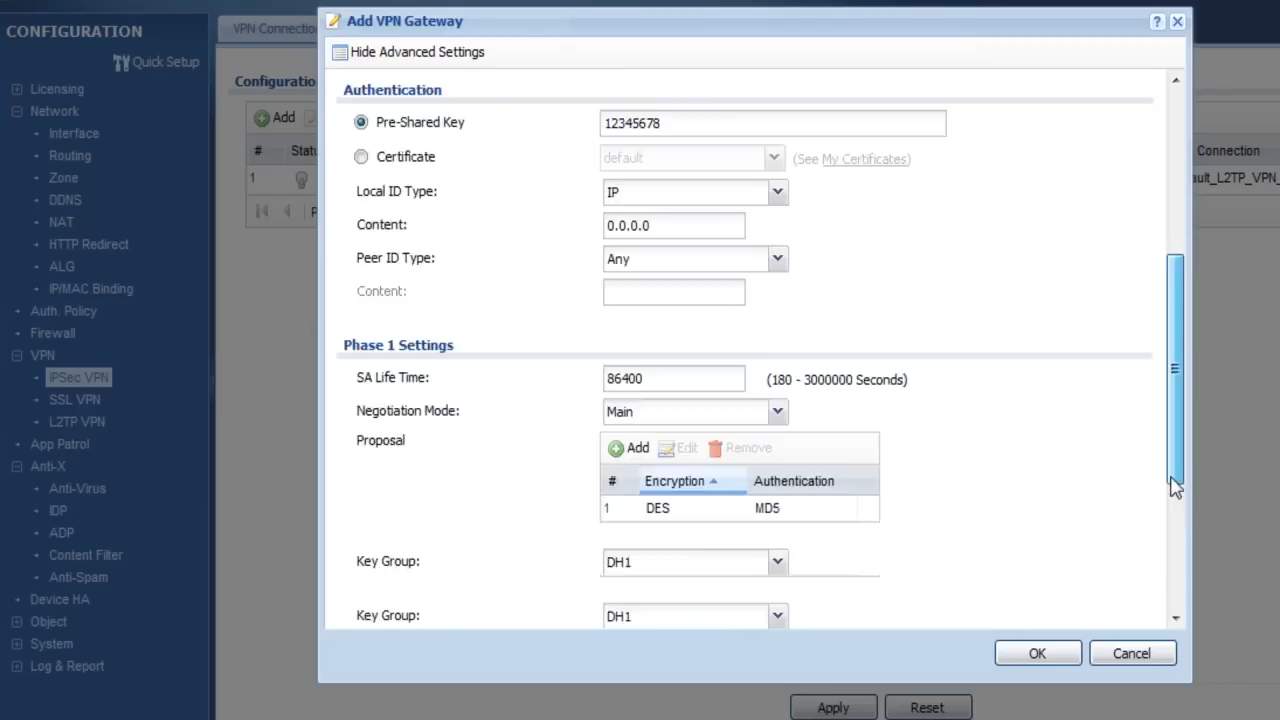 CONFIGURATION
Quick Setup
Licensing
Network
Interface
Routing
Zone
DDNS
NAT
HTTP Redirect
ALG
IP/MAC Binding
Auth. Policy
Firewall
VPN
IPSec VPN
SSL VPN
L2TP VPN
App Patrol
Anti-X
Anti-Virus
IDP
ADP
Content Filter
Anti-Spam
Device HA
Object
System
Log & Report
VPN Connectio
Configuratio
Add
# Statu
1
P
Connection
ault_L2TP_VPN_
Add VPN Gateway
Hide Advanced Settings
Authentication
Pre-Shared Key 12345678
Certificate default (See My Certificates)
Local ID Type: IP
Content: 0.0.0.0
Peer ID Type: Any
Content:
Phase 1 Settings
SA Life Time: 86400 (180 - 3000000 Seconds)
Negotiation Mode: Main
Proposal Add Edit Remove
# Encryption Authentication
1 DES MD5
Key Group: DH1
Key Group: DH1
OK Cancel
Apply Reset